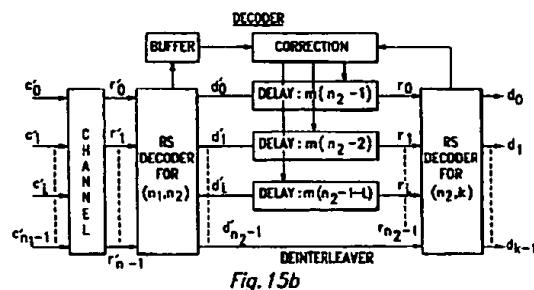 DECODER
BUFFER
CORRECTION
c'0
r'0
d'0
DELAY: m(n2-1)
r0
d0
c'1
r'1
d'1
DELAY: m(n2-2)
r1
d1
CHANNEL
RS DECODER FOR (n1,n2)
RS DECODER FOR (n2,k)
c'L
r'L
d'L
DELAY: m(n2-1-L)
rL
c'n1-1
r'n-1
d'n2-1
DEINTERLEAVER
rn2-1
dk-1
Fig. 15b